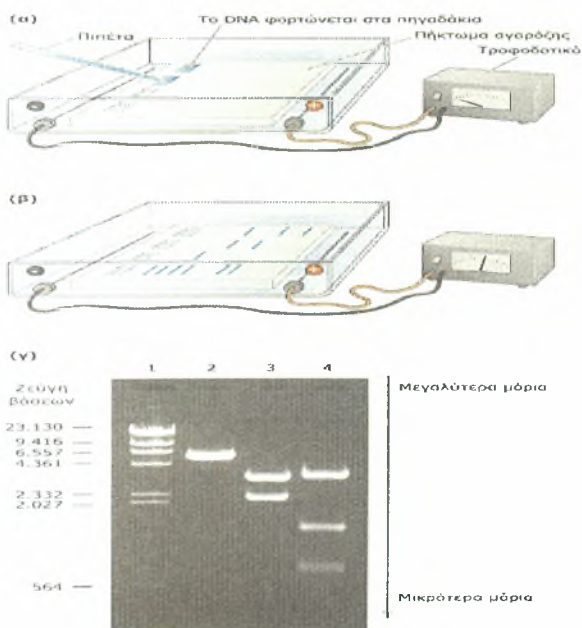 (α)
Το DNA φορτώνεται στα πηγαδάκια
Πιπέτα
Πήκτωμα αγαρόζης
Τροφοδοτικό
(β)
(γ)
1 2 3 4
Ζεύγη
βάσεων
23.130
9.416
6.557
4.361
2.332
2.027
564
Μεγαλύτερα μόρια
Μικρότερα μόρια